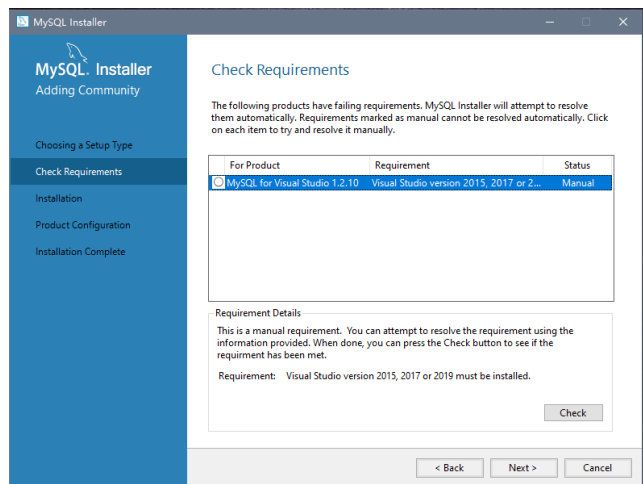 MySQL Installer
MySQL. Installer
Adding Community
Choosing a Setup Type
Check Requirements
Installation
Product Configuration
Installation Complete
Check Requirements
The following products have failing requirements. MySQL Installer will attempt to resolve
them automatically. Requirements marked as manual cannot be resolved automatically. Click
on each item to try and resolve it manually.
For Product Requirement Status
MySQL for Visual Studio 1.2.10 Visual Studio version 2015, 2017 or 2... Manual
Requirement Details
This is a manual requirement. You can attempt to resolve the requirement using the
information provided. When done, you can press the Check button to see if the
requirment has been met.
Requirement: Visual Studio version 2015, 2017 or 2019 must be installed.
Check
< Back Next > Cancel